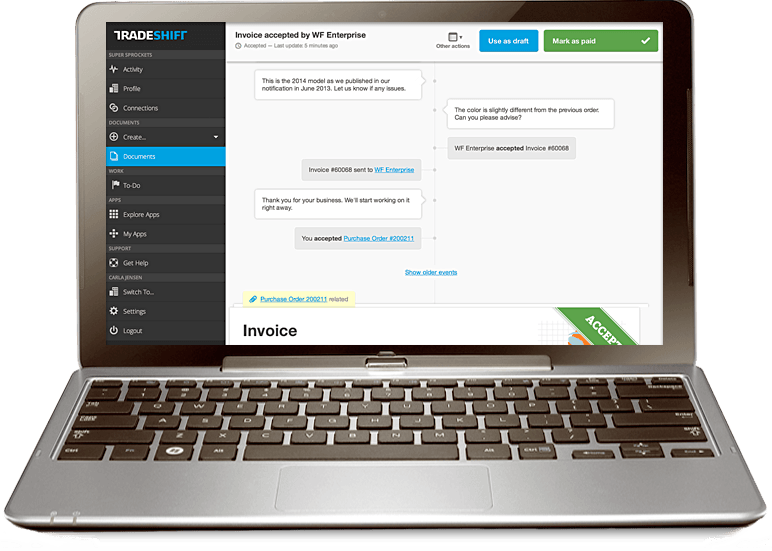 TRADESHIFT
SUPER SPROCKETS
Activity
Profile
Connections
DOCUMENTS
Create...
Documents
WORK
To-Do
APPS
Explore Apps
My Apps
SUPPORT
Get Help
CARLA JENSEN
Switch To...
Settings
Logout
Invoice accepted by WF Enterprise
Accepted — Last update: 5 minutes ago
Other actions
Use as draft
Mark as paid
This is the 2014 model as we published in our
notification in June 2013. Let us know if any issues.
The color is slightly different from the previous order.
Can you please advise?
WF Enterprise accepted Invoice #60068
Invoice #60068 sent to WF Enterprise
Thank you for your business. We'll start working on it
right away.
You accepted Purchase Order #200211
Show older events
Purchase Order 200211 related
Invoice
Q W E R T Y U I O P
A S D F G H J K L
Z X C V B N M
Ctrl Fn Alt Alt Ctrl